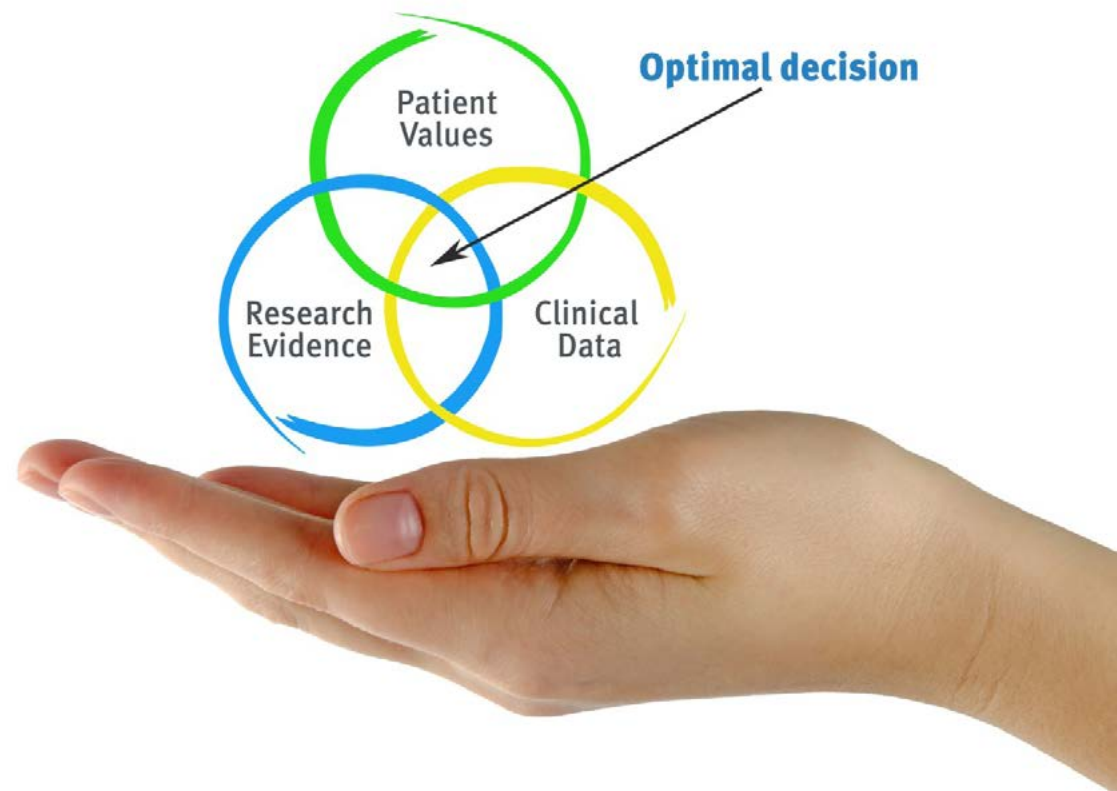 Optimal decision
Patient
Values
Research
Evidence
Clinical
Data